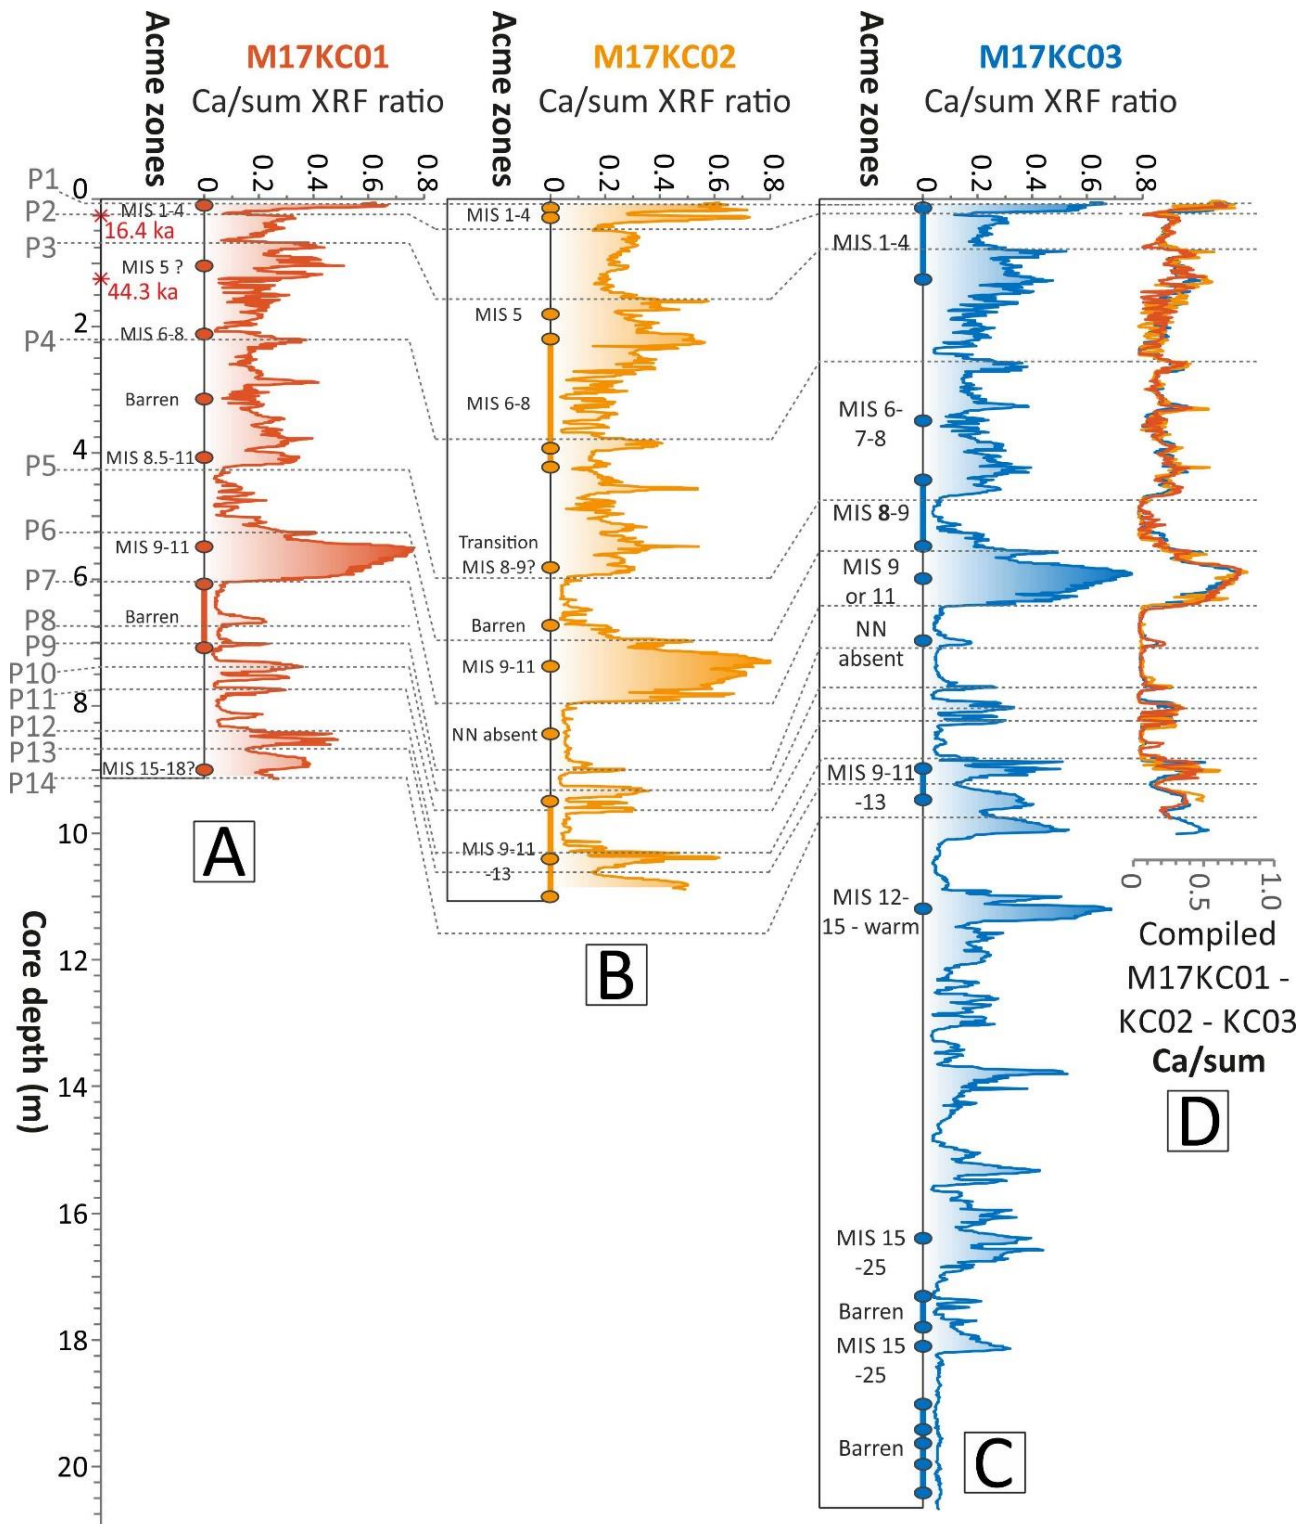 Acme zones
M17KC01
Ca/sum XRF ratio
0 0.2 0.4 0.6 0.8
Acme zones
M17KC02
Ca/sum XRF ratio
0 0.2 0.4 0.6 0.8
Acme zones
M17KC03
Ca/sum XRF ratio
0 0.2 0.4 0.6 0.8
P1
P2
P3
P4
P5
P6
P7
P8
P9
P10
P11
P12
P13
P14
0
2
4
6
8
10
12
14
16
18
20
Core depth (m)
16.4 ka
44.3 ka
MIS 1-4
MIS 5 ?
MIS 6-8
Barren
MIS 8.5-11
MIS 9-11
Barren
MIS 15-18?
A
MIS 1-4
MIS 5
MIS 6-8
Transition
MIS 8-9?
Barren
MIS 9-11
NN absent
MIS 9-11
-13
B
MIS 1-4
MIS 6-
7-8
MIS 8-9
MIS 9
or 11
NN
absent
MIS 9-11
-13
MIS 12-
15 - warm
MIS 15
-25
Barren
MIS 15
-25
Barren
C
0 0.5 1.0
Compiled
M17KC01 -
KC02 - KC03
Ca/sum
D